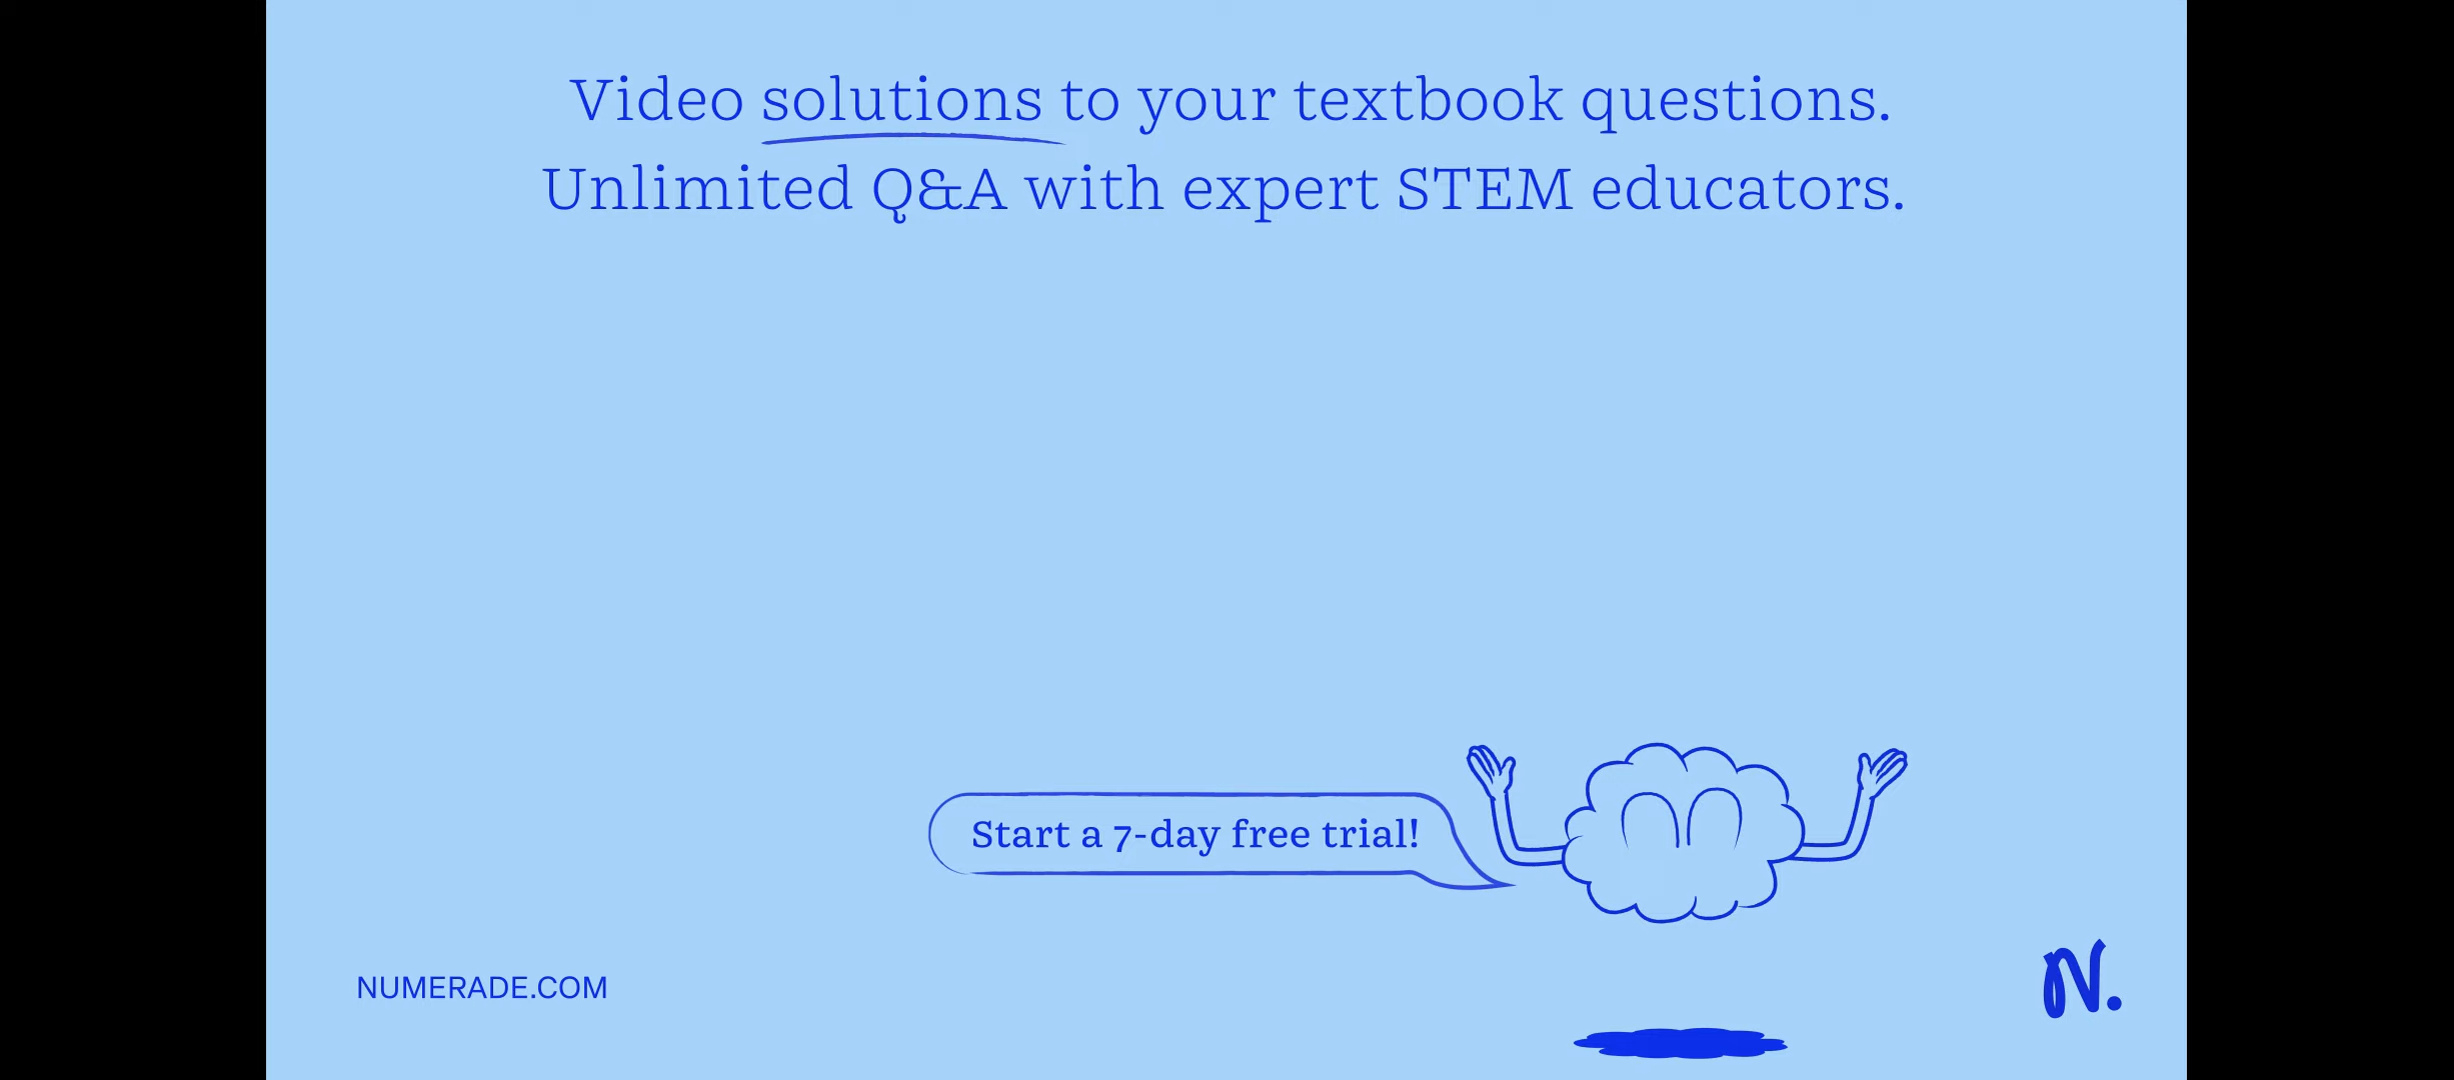 Video solutions to your textbook questions.
Unlimited Q&A with expert STEM educators.
Start a 7-day free trial!
NUMERADE.COM
N.